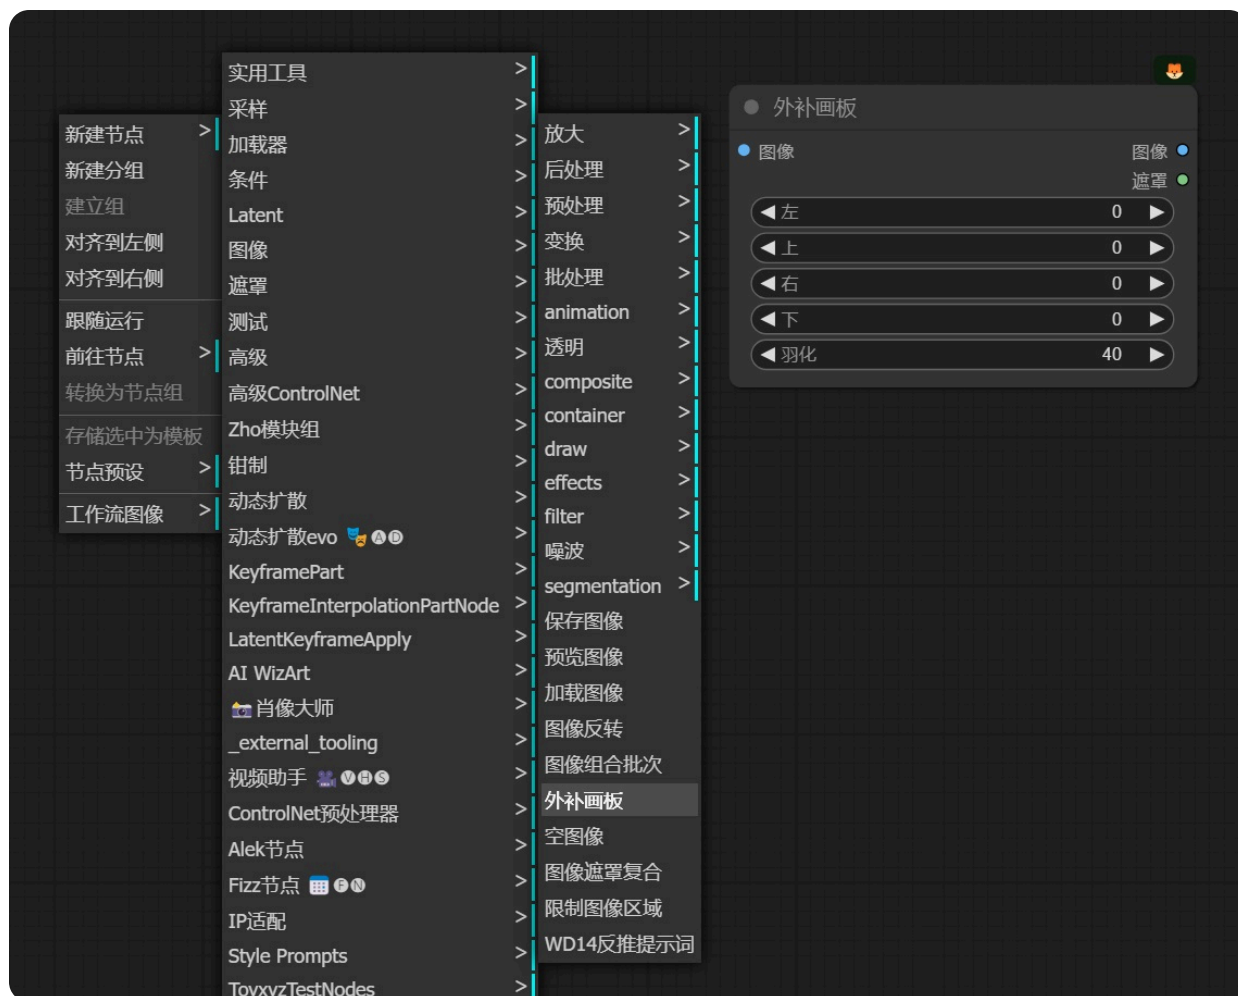 新建节点 >
新建分组
建立组
对齐到左侧
对齐到右侧
跟随运行
前往节点 >
转换为节点组
存储选中为模板
节点预设 >
工作流图像 >
实用工具 >
采样 >
加载器 >
条件 >
Latent >
图像 >
遮罩 >
测试 >
高级 >
高级ControlNet >
Zho模块组 >
钳制 >
动态扩散 >
动态扩散evo 🎭🅐🅓 >
KeyframePart >
KeyframeInterpolationPartNode >
LatentKeyframeApply >
AI WizArt >
📸肖像大师 >
_external_tooling >
视频助手 🎥🅥🅗🅢 >
ControlNet预处理器 >
Alek节点 >
Fizz节点 📅🅕🅝 >
IP适配 >
Style Prompts >
ToyxyzTestNodes >
放大 >
后处理 >
预处理 >
变换 >
批处理 >
animation >
透明 >
composite >
container >
draw >
effects >
filter >
噪波 >
segmentation >
保存图像
预览图像
加载图像
图像反转
图像组合批次
外补画板
空图像
图像遮罩复合
限制图像区域
WD14反推提示词
外补画板
图像 图像
遮罩
左 0
上 0
右 0
下 0
羽化 40